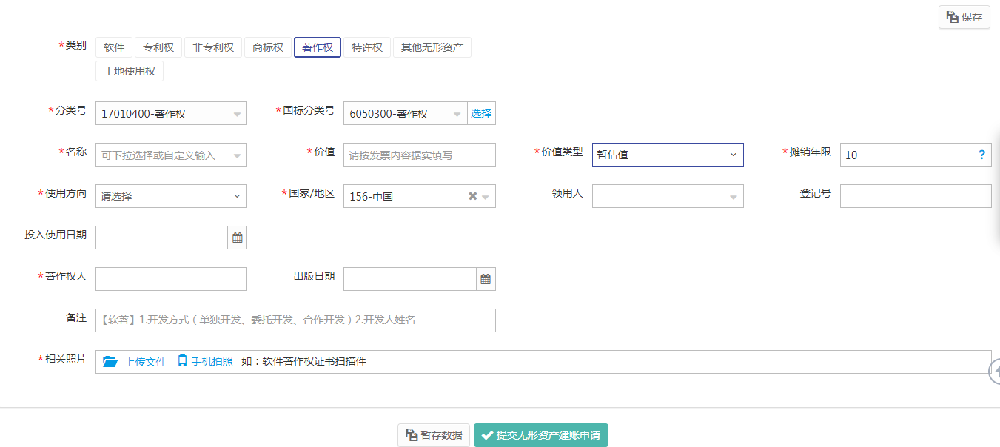 保存
*类别 软件 专利权 非专利权 商标权 著作权 特许权 其他无形资产
土地使用权
*分类号 17010400-著作权 *国标分类号 6050300-著作权 选择
*名称 可下拉选择或自定义输入 *价值 请按发票内容据实填写 *价值类型 暂估值 *摊销年限 10 ?
*使用方向 请选择 *国家/地区 156-中国 领用人 登记号
投入使用日期
*著作权人 出版日期
备注 【软著】1.开发方式（单独开发、委托开发、合作开发）2.开发人姓名
*相关照片 上传文件 手机拍照 如：软件著作权证书扫描件
暂存数据 提交无形资产建账申请